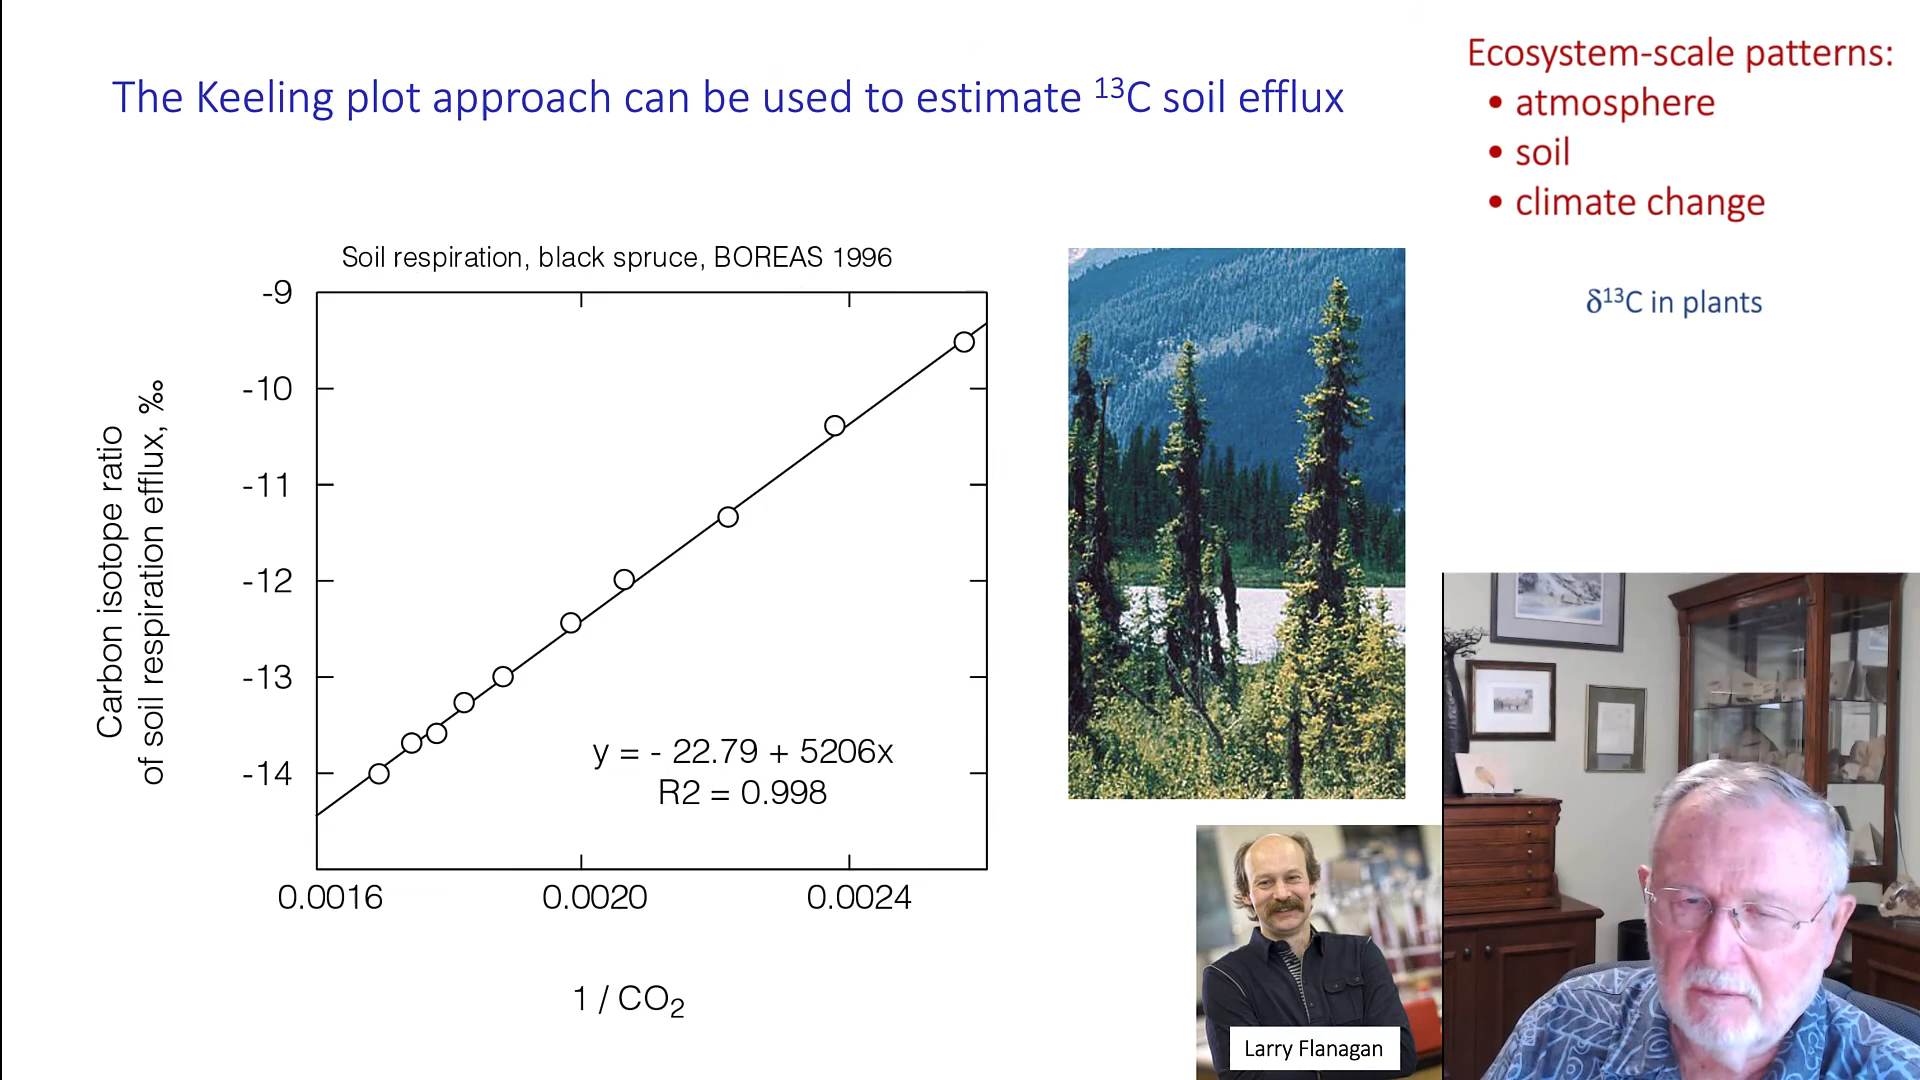 The Keeling plot approach can be used to estimate ¹³C soil efflux
Ecosystem-scale patterns:
• atmosphere
• soil
• climate change
δ¹³C in plants
Soil respiration, black spruce, BOREAS 1996
Carbon isotope ratio
of soil respiration efflux, ‰
-9
-10
-11
-12
-13
-14
y = - 22.79 + 5206x
R2 = 0.998
0.0016 0.0020 0.0024
1 / CO₂
Larry Flanagan